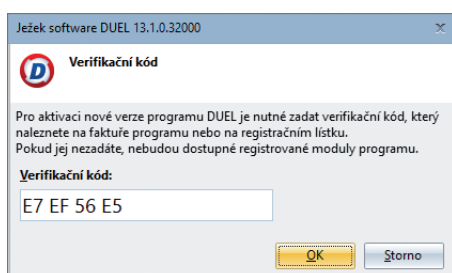 Ježek software DUEL 13.1.0.32000
Verifikační kód
Pro aktivaci nové verze programu DUEL je nutné zadat verifikační kód, který
naleznete na faktuře programu nebo na registračním lístku.
Pokud jej nezadáte, nebudou dostupné registrované moduly programu.
Verifikační kód:
E7 EF 56 E5
OK
Storno